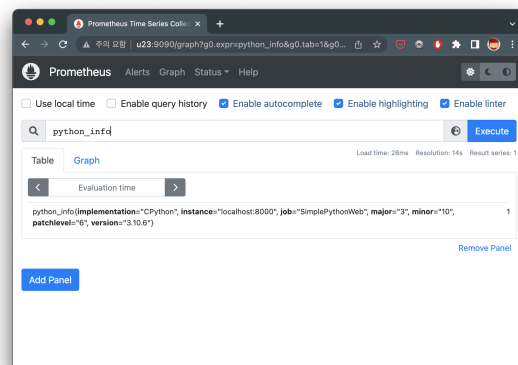 Prometheus Time Series Collec
주의 요함 u23:9090/graph?g0.expr=python_info&g0.tab=1&g0...
Prometheus Alerts Graph Status Help
Use local time Enable query history Enable autocomplete Enable highlighting Enable linter
python_info
Execute
Table Graph
Load time: 28ms Resolution: 14s Result series: 1
Evaluation time
python_info{implementation="CPython", instance="localhost:8000", job="SimplePythonWeb", major="3", minor="10", 1
patchlevel="6", version="3.10.6"}
Remove Panel
Add Panel